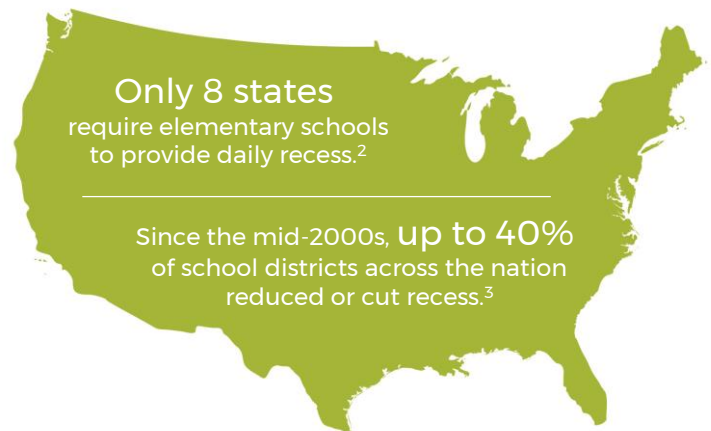 Only 8 states
require elementary schools
to provide daily recess.²
Since the mid-2000s, up to 40%
of school districts across the nation
reduced or cut recess.³